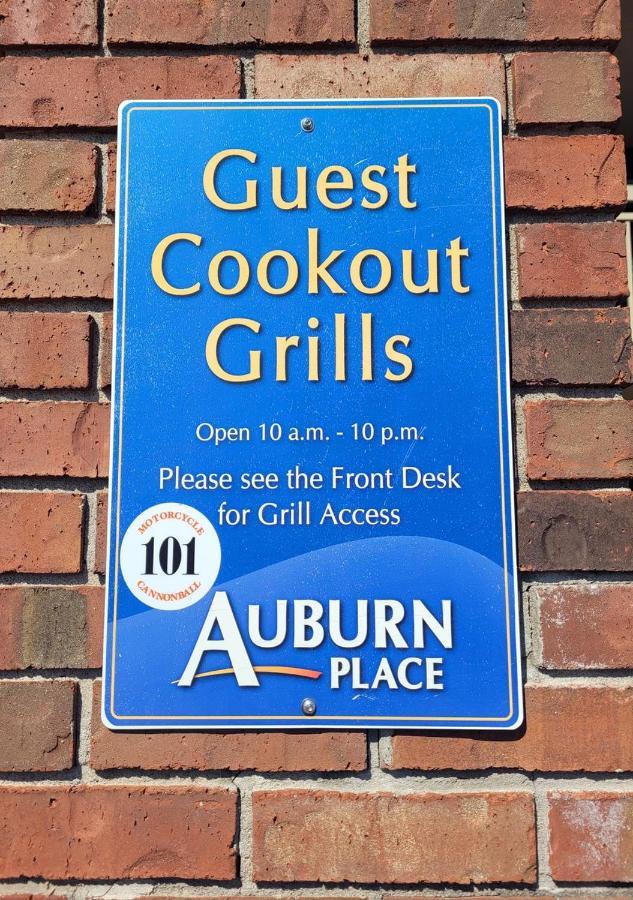 Guest
Cookout
Grills
Open 10 a.m. - 10 p.m.
Please see the Front Desk
for Grill Access
MOTORCYCLE
101
CANNONBALL
AUBURN
PLACE